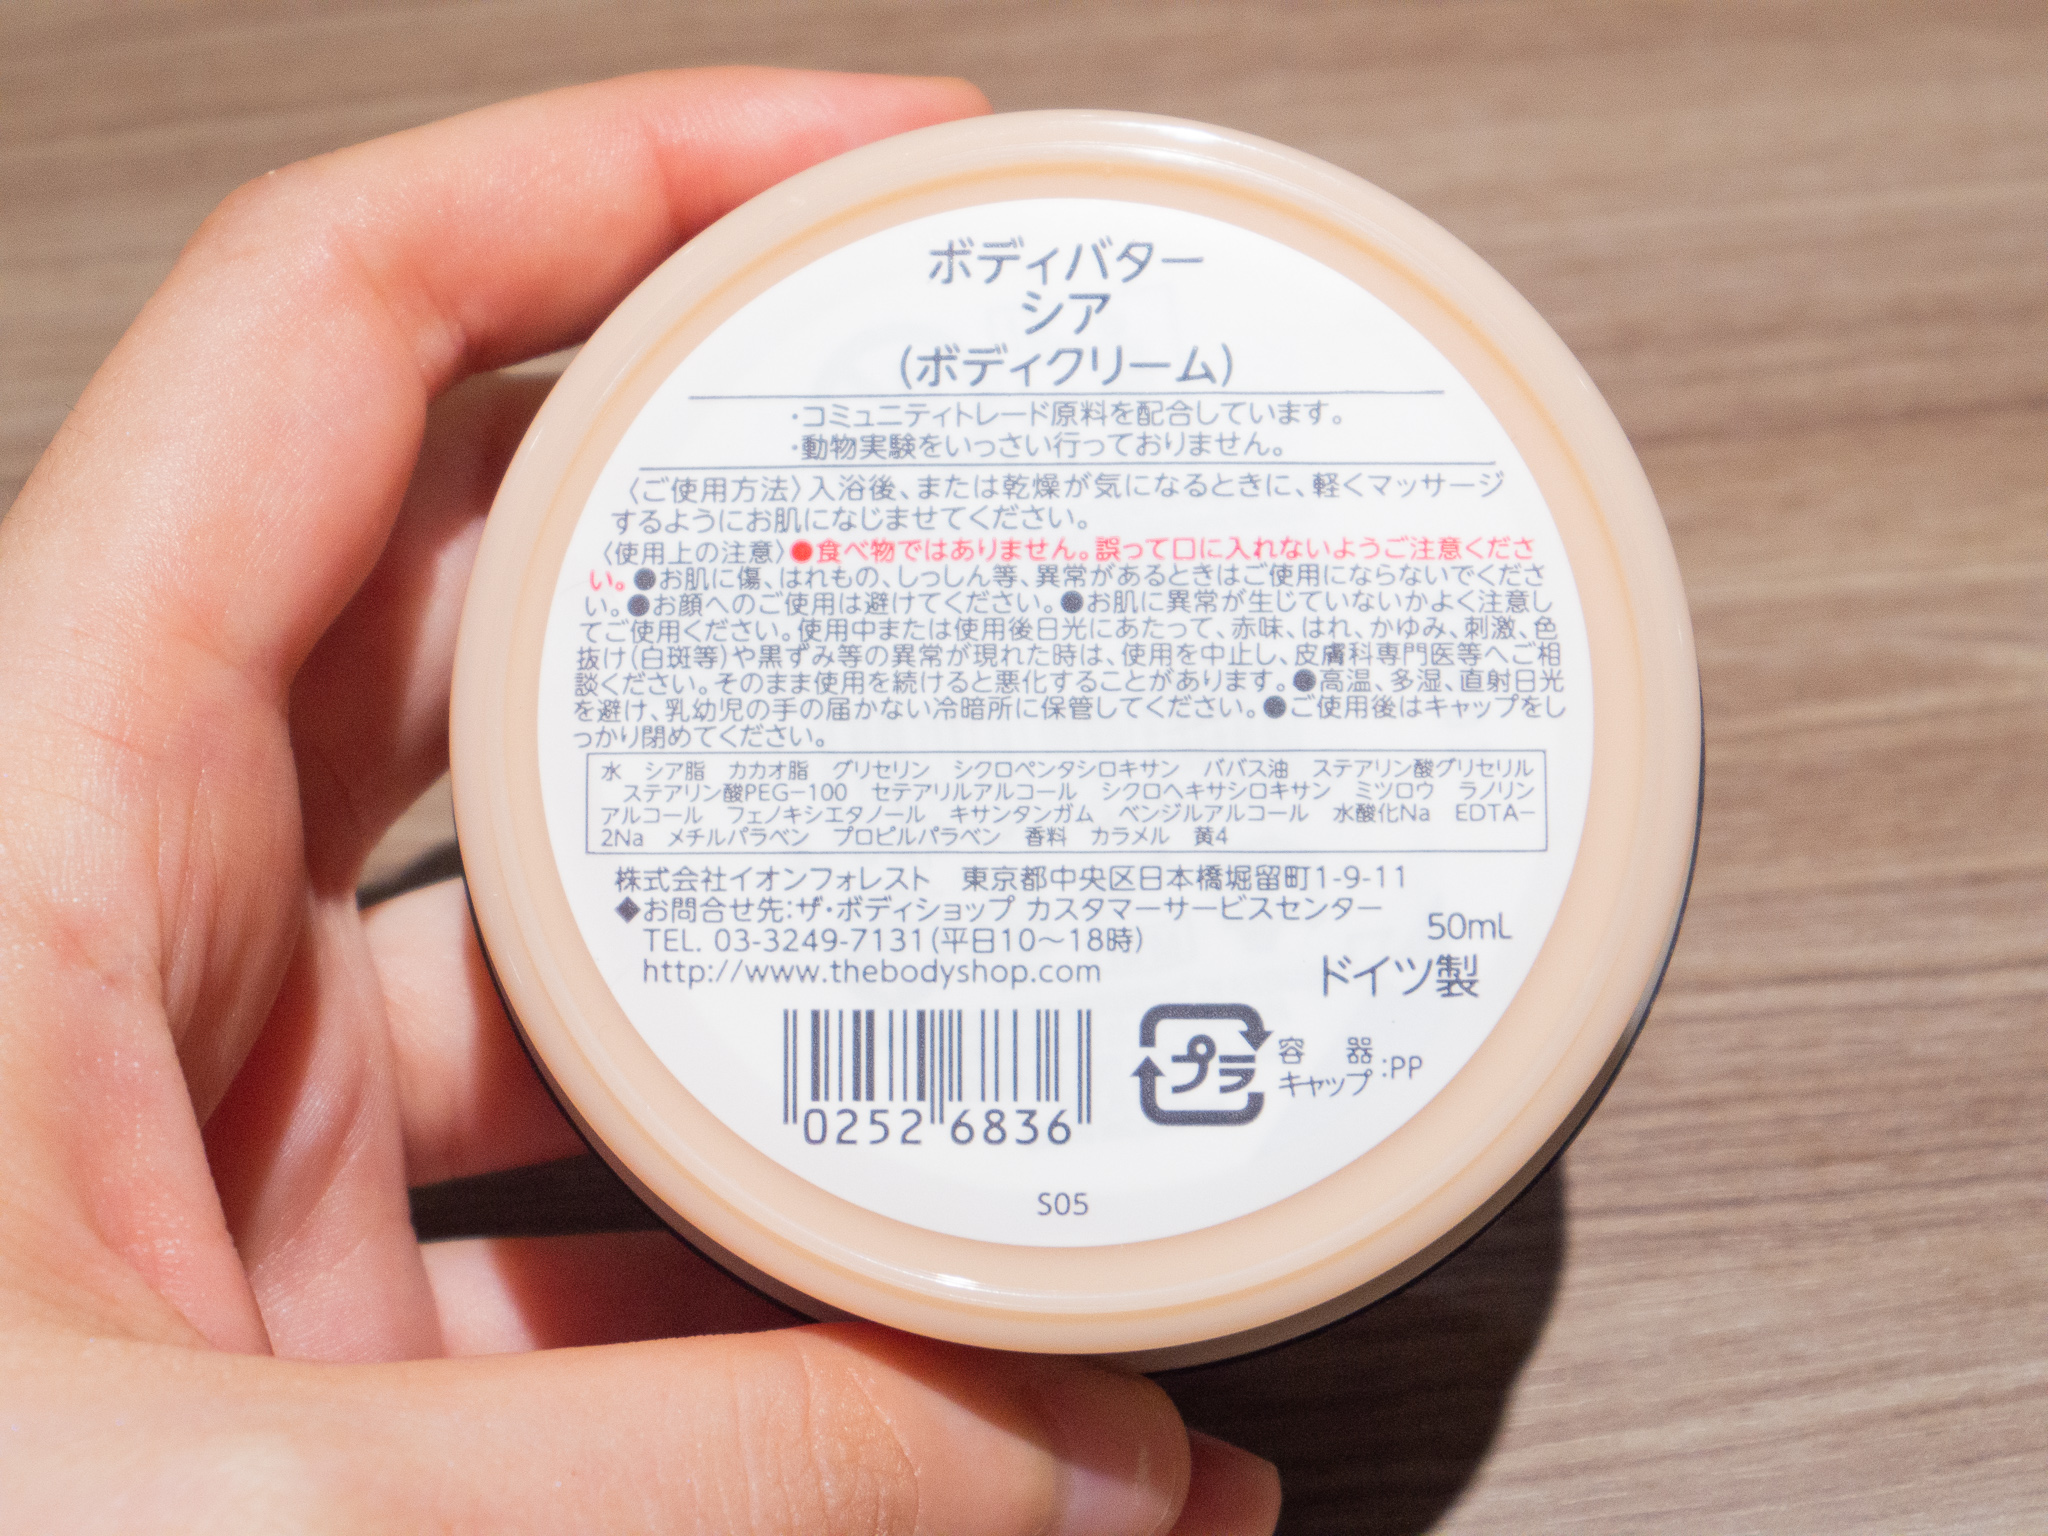 ボディバター
シア
(ボディクリーム)
・コミュニティトレード原料を配合しています。
・動物実験をいっさい行っておりません。
〈ご使用方法〉入浴後、または乾燥が気になるときに、軽くマッサージ
するようにお肌になじませてください。
〈使用上の注意〉●食べ物ではありません。誤って口に入れないようご注意くださ
い。●お肌に傷、はれもの、しっしん等、異常があるときはご使用にならないでくださ
い。●お顔へのご使用は避けてください。●お肌に異常が生じていないかよく注意し
てご使用ください。使用中または使用後日光にあたって、赤味、はれ、かゆみ、刺激、色
抜け(白斑等)や黒ずみ等の異常が現れた時は、使用を中止し、皮膚科専門医等へご相
談ください。そのまま使用を続けると悪化することがあります。●高温、多湿、直射日光
を避け、乳幼児の手の届かない冷暗所に保管してください。●ご使用後はキャップをし
っかり閉めてください。
水　シア脂　カカオ脂　グリセリン　シクロペンタシロキサン　ババス油　ステアリン酸グリセリル
ステアリン酸PEG−100　セテアリルアルコール　シクロヘキサシロキサン　ミツロウ　ラノリン
アルコール　フェノキシエタノール　キサンタンガム　ベンジルアルコール　水酸化Na　EDTA−
2Na　メチルパラベン　プロピルパラベン　香料　カラメル　黄4
株式会社イオンフォレスト　東京都中央区日本橋堀留町1-9-11
◆お問合せ先：ザ・ボディショップ カスタマーサービスセンター
TEL. 03-3249-7131(平日10〜18時)
http://www.thebodyshop.com
50mL
ドイツ製
プラ
容　器
キャップ
:PP
0252 6836
S05